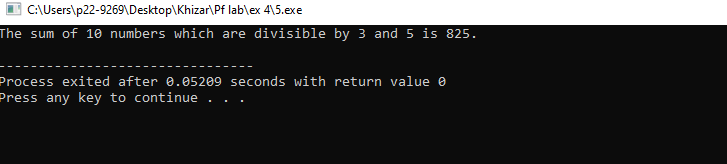 C:\Users\p22-9269\Desktop\Khizar\Pf lab\ex 4\5.exe
The sum of 10 numbers which are divisible by 3 and 5 is 825.
--------------------------------
Process exited after 0.05209 seconds with return value 0
Press any key to continue . . .